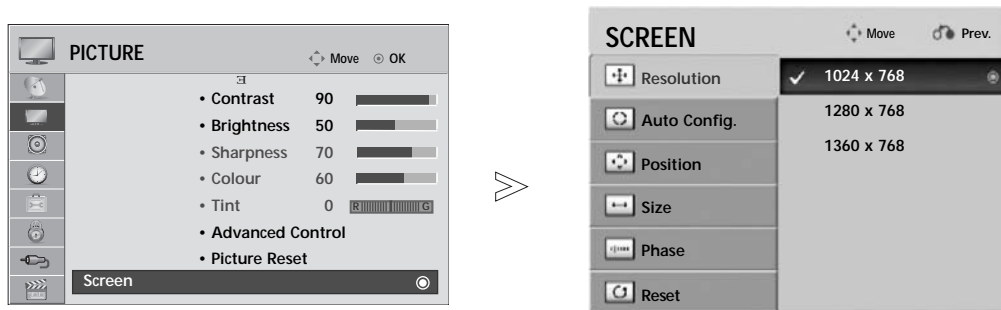 PICTURE
Move OK
E
• Contrast 90
• Brightness 50
• Sharpness 70
• Colour 60
• Tint 0 R G
• Advanced Control
• Picture Reset
Screen
SCREEN
Move Prev.
Resolution
Auto Config.
Position
Size
Phase
Reset
1024 x 768
1280 x 768
1360 x 768